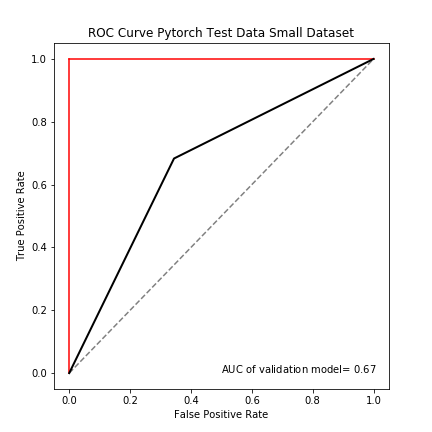 ROC Curve Pytorch Test Data Small Dataset
1.0
0.8
0.6
0.4
0.2
0.0
True Positive Rate
AUC of validation model= 0.67
0.0 0.2 0.4 0.6 0.8 1.0
False Positive Rate